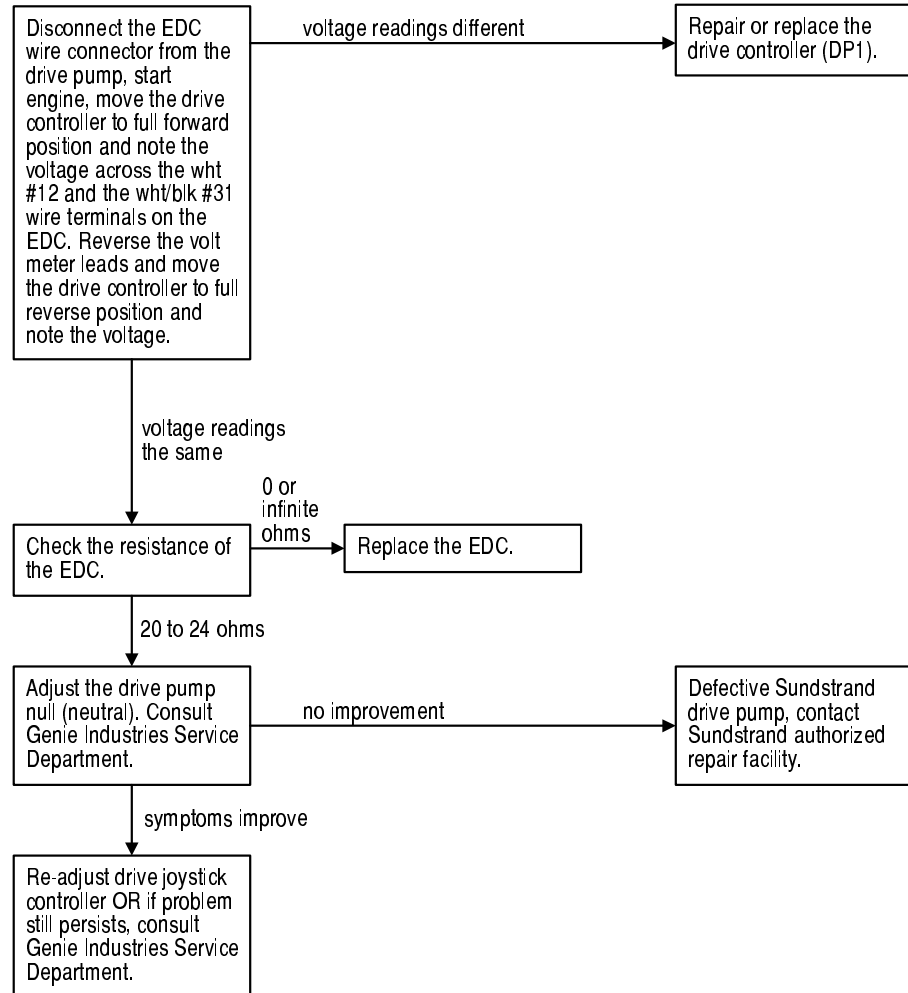 Disconnect the EDC
wire connector from the
drive pump, start
engine, move the drive
controller to full forward
position and note the
voltage across the wht
#12 and the wht/blk #31
wire terminals on the
EDC. Reverse the volt
meter leads and move
the drive controller to full
reverse position and
note the voltage.
voltage readings different
Repair or replace the
drive controller (DP1).
voltage readings
the same
Check the resistance of
the EDC.
0 or
infinite
ohms
Replace the EDC.
20 to 24 ohms
Adjust the drive pump
null (neutral). Consult
Genie Industries Service
Department.
no improvement
Defective Sundstrand
drive pump, contact
Sundstrand authorized
repair facility.
symptoms improve
Re-adjust drive joystick
controller OR if problem
still persists, consult
Genie Industries Service
Department.